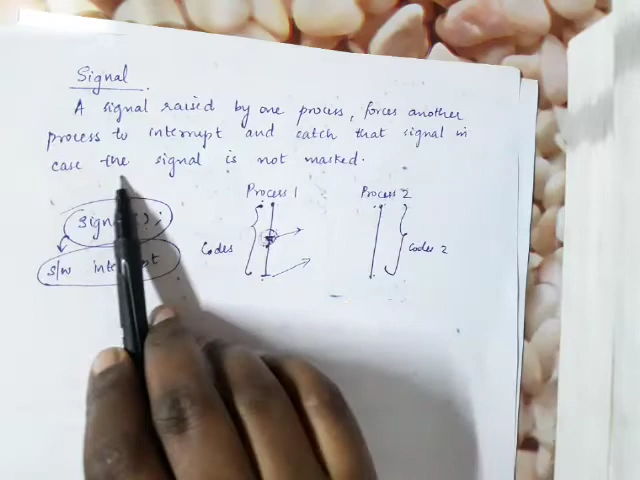 Signal
A signal raised by one process, forces another
process to interrupt and catch that signal in
case the signal is not masked.
Process 1 Process 2
Codes Codes 2
s/w